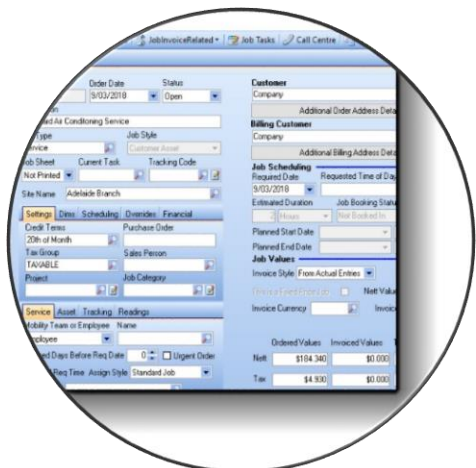 JobInvoiceRelated Job Tasks Call Centre
Order Date Status
9/03/2018 Open
Air Conditioning Service
Type Job Style
Service Customer Asset
Job Sheet Current Task Tracking Code
Not Printed
Site Name Adelaide Branch
Settings Dims Scheduling Overrides Financial
Credit Terms Purchase Order
20th of Month
Tax Group Sales Person
TAXABLE
Project Job Category
Service Asset Tracking Readings
Mobility Team or Employee Name
Employee
Days Before Req Date 0 Urgent Order
Req Time Assign Style Standard Job
Customer
Company
Additional Order Address Deta
Billing Customer
Company
Additional Billing Address Deta
Job Scheduling
Required Date Requested Time of Day
9/03/2018
Estimated Duration Job Booking Statu
2 Hours Not Booked In
Planned Start Date
Planned End Date
Job Values
Invoice Style From Actual Entries
Nett Value
Invoice Currency Invoic
Ordered Values Invoiced Values
Nett $184.340 $0.000
Tax $4.930 $0.000